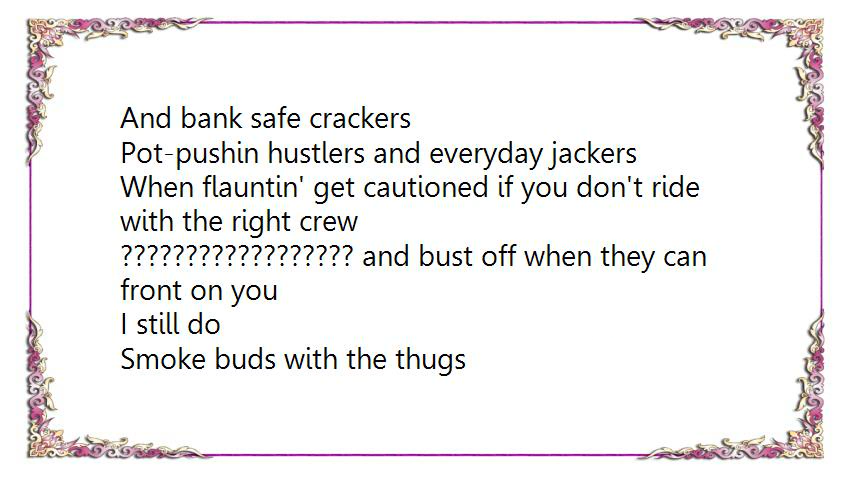 And bank safe crackers
Pot-pushin hustlers and everyday jackers
When flauntin' get cautioned if you don't ride
with the right crew
?????????????????? and bust off when they can
front on you
I still do
Smoke buds with the thugs